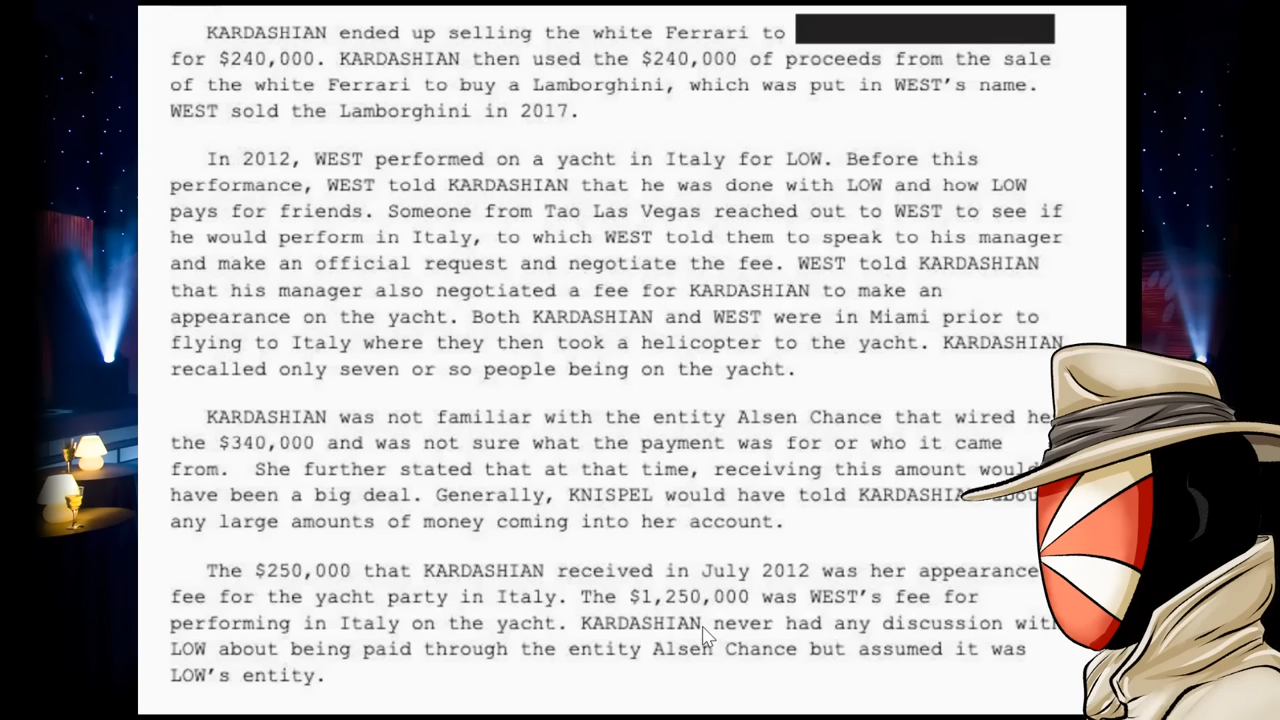 KARDASHIAN ended up selling the white Ferrari to
for $240,000. KARDASHIAN then used the $240,000 of proceeds from the sale
of the white Ferrari to buy a Lamborghini, which was put in WEST’s name.
WEST sold the Lamborghini in 2017.
In 2012, WEST performed on a yacht in Italy for LOW. Before this
performance, WEST told KARDASHIAN that he was done with LOW and how LOW
pays for friends. Someone from Tao Las Vegas reached out to WEST to see if
he would perform in Italy, to which WEST told them to speak to his manager
and make an official request and negotiate the fee. WEST told KARDASHIAN
that his manager also negotiated a fee for KARDASHIAN to make an
appearance on the yacht. Both KARDASHIAN and WEST were in Miami prior to
flying to Italy where they then took a helicopter to the yacht. KARDASHIAN
recalled only seven or so people being on the yacht.
KARDASHIAN was not familiar with the entity Alsen Chance that wired her
the $340,000 and was not sure what the payment was for or who it came
from. She further stated that at that time, receiving this amount would
have been a big deal. Generally, KNISPEL would have told KARDASHIAN about
any large amounts of money coming into her account.
The $250,000 that KARDASHIAN received in July 2012 was her appearance
fee for the yacht party in Italy. The $1,250,000 was WEST’s fee for
performing in Italy on the yacht. KARDASHIAN never had any discussion with
LOW about being paid through the entity Alsen Chance but assumed it was
LOW’s entity.